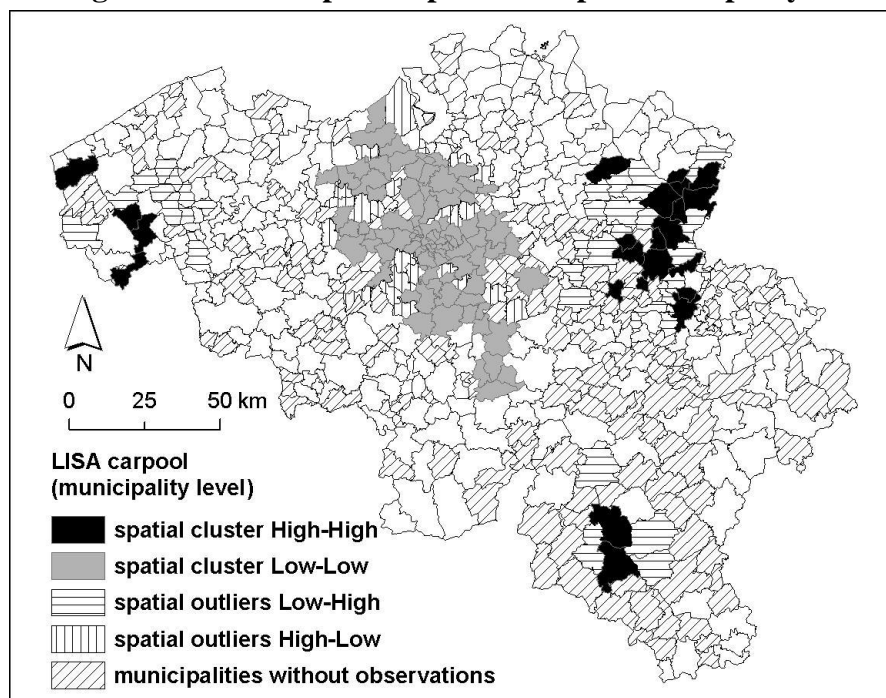 N
0 25 50 km
LISA carpool
(municipality level)
spatial cluster High-High
spatial cluster Low-Low
spatial outliers Low-High
spatial outliers High-Low
municipalities without observations